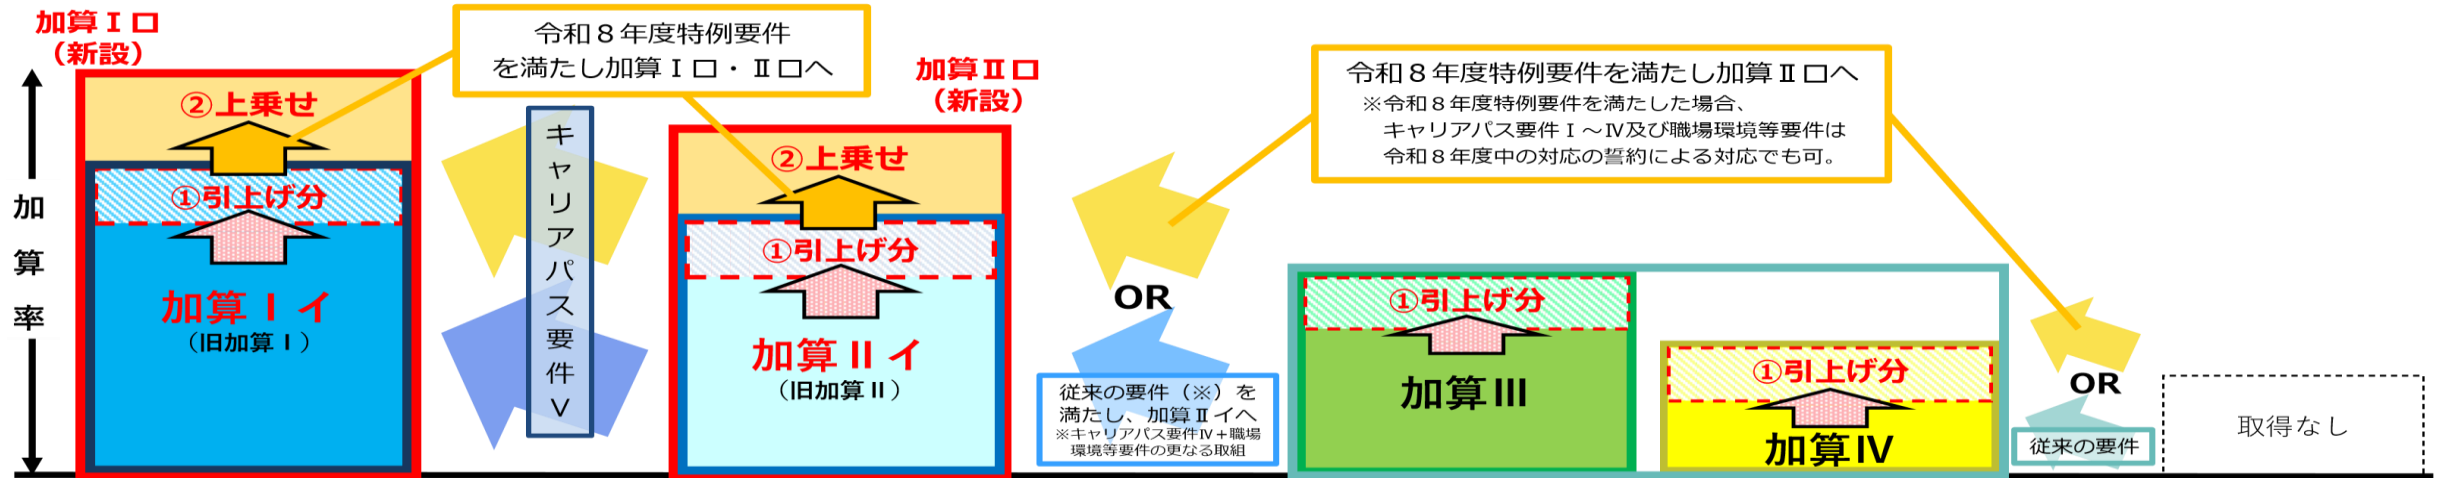 加算Ⅰロ
（新設）
②上乗せ
①引上げ分
加算Ⅰイ
（旧加算Ⅰ）
加算率
令和８年度特例要件
を満たし加算Ⅰロ・Ⅱロへ
キャリアパス要件Ⅴ
加算Ⅱロ
（新設）
②上乗せ
①引上げ分
加算Ⅱイ
（旧加算Ⅱ）
令和８年度特例要件を満たし加算Ⅱロへ
※令和８年度特例要件を満たした場合、
キャリアパス要件Ⅰ～Ⅳ及び職場環境等要件は
令和８年度中の対応の誓約による対応でも可。
OR
従来の要件（※）を
満たし、加算Ⅱイへ
※キャリアパス要件Ⅳ＋職場
環境等要件の更なる取組
①引上げ分
加算Ⅲ
①引上げ分
加算Ⅳ
OR
従来の要件
取得なし